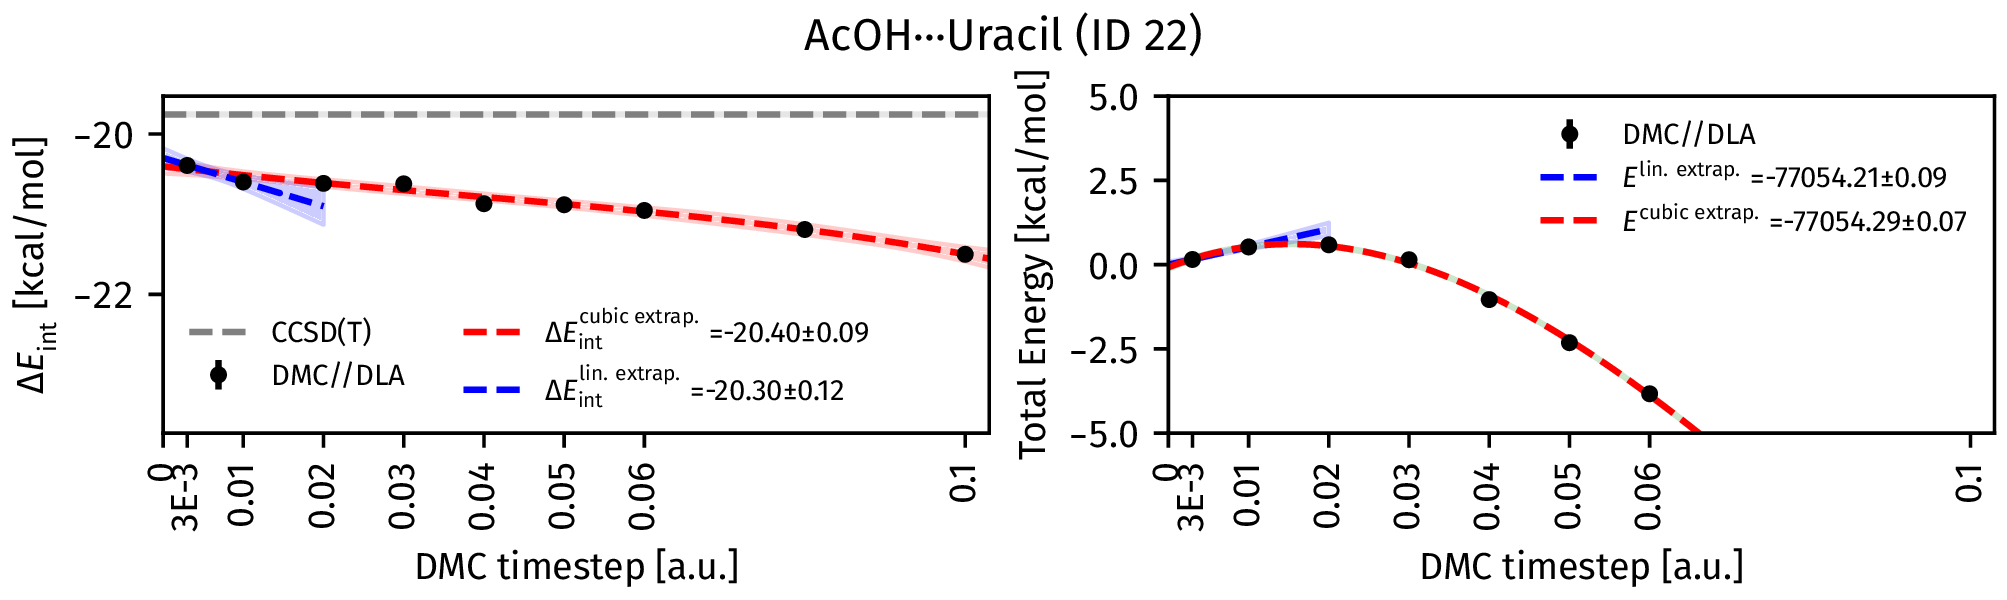 AcOH···Uracil (ID 22)
ΔE_int [kcal/mol]
−20
−22
CCSD(T)
DMC//DLA
ΔE_int^cubic extrap. =-20.40±0.09
ΔE_int^lin. extrap. =-20.30±0.12
0
3E-3
0.01
0.02
0.03
0.04
0.05
0.06
0.1
DMC timestep [a.u.]
Total Energy [kcal/mol]
5.0
2.5
0.0
−2.5
−5.0
DMC//DLA
E^lin. extrap. =-77054.21±0.09
E^cubic extrap. =-77054.29±0.07
0
3E-3
0.01
0.02
0.03
0.04
0.05
0.06
0.1
DMC timestep [a.u.]